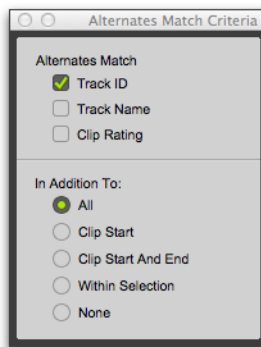 Alternates Match Criteria
Alternates Match
Track ID
Track Name
Clip Rating
In Addition To:
All
Clip Start
Clip Start And End
Within Selection
None